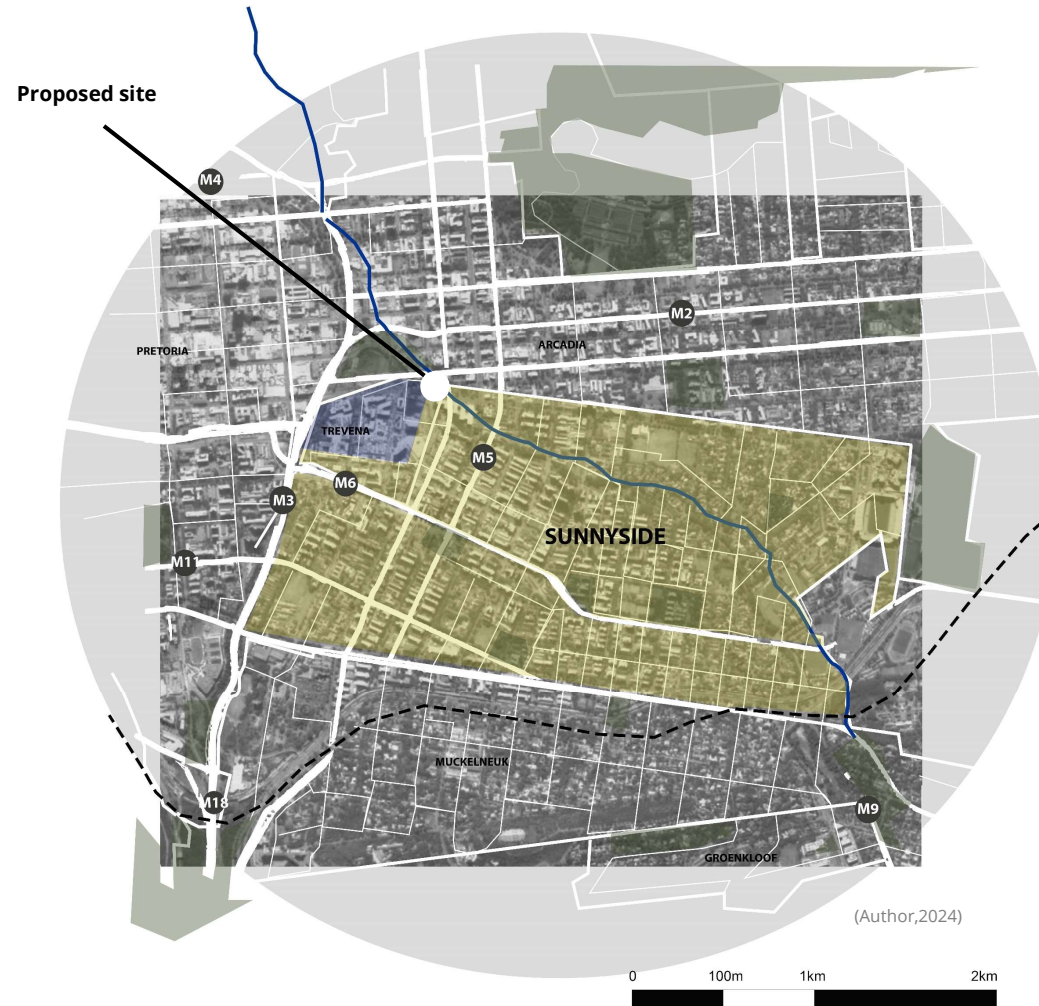 Proposed site
M4
M2
PRETORIA
ARCADIA
TREVENA
M5
M6
M3
SUNNYSIDE
M11
MUCKELNEUK
M18
M9
GROENKLOOF
(Author,2024)
0 100m 1km 2km